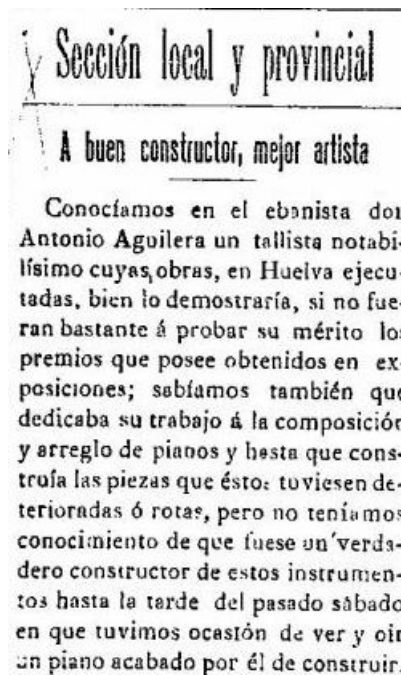 Sección local y provincial
A buen constructor, mejor artista
Conocíamos en el ebanista don
Antonio Aguilera un tallista notabi-
lísimo cuyas obras, en Huelva ejecu-
tadas, bien lo demostraría, si no fue-
ran bastante á probar su mérito los
premios que posee obtenidos en ex-
posiciones; sabíamos también que
dedicaba su trabajo á la composición
y arreglo de pianos y hasta que cons-
truía las piezas que éstos tuviesen de-
terioradas ó rotas, pero no teníamos
conocimiento de que fuese un verda-
dero constructor de estos instrumen-
tos hasta la tarde del pasado sábado
en que tuvimos ocasión de ver y oir
un piano acabado por él de construir.